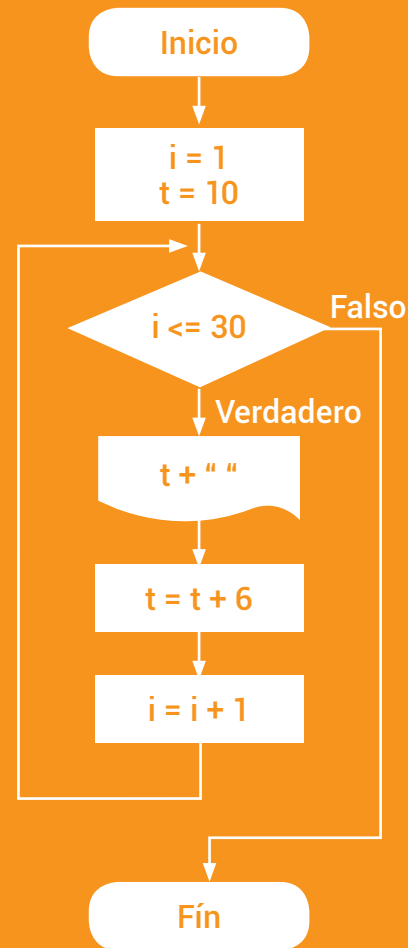 Inicio
i = 1
t = 10
i <= 30
Falso
Verdadero
t + “ “
t = t + 6
i = i + 1
Fín